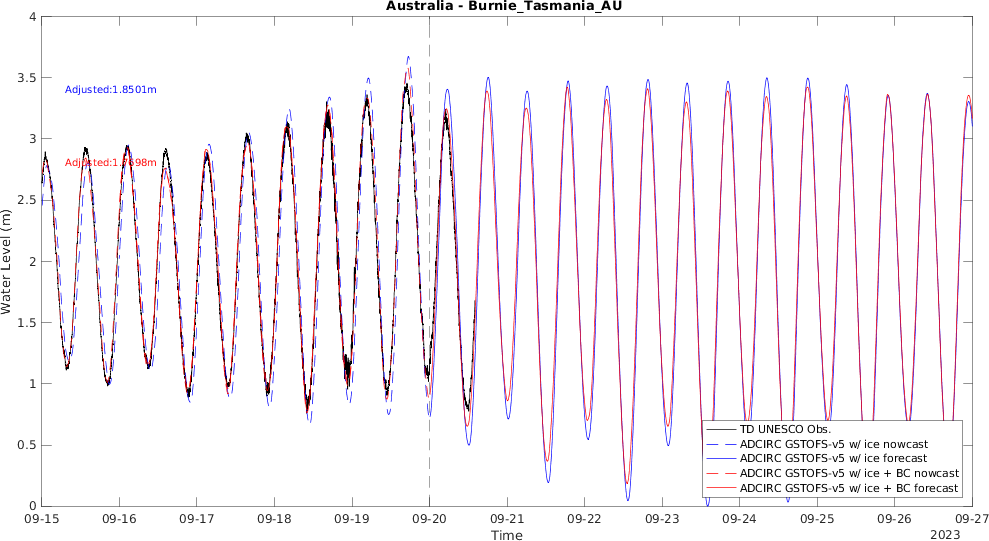 Australia - Burnie_Tasmania_AU
4
3.5
3
2.5
2
1.5
1
0.5
0
Water Level (m)
Adjusted:1.8501m
Adjusted:1.7698m
TD UNESCO Obs.
ADCIRC GSTOFS-v5 w/ ice nowcast
ADCIRC GSTOFS-v5 w/ ice forecast
ADCIRC GSTOFS-v5 w/ ice + BC nowcast
ADCIRC GSTOFS-v5 w/ ice + BC forecast
09-15 09-16 09-17 09-18 09-19 09-20 09-21 09-22 09-23 09-24 09-25 09-26 09-27
Time
2023